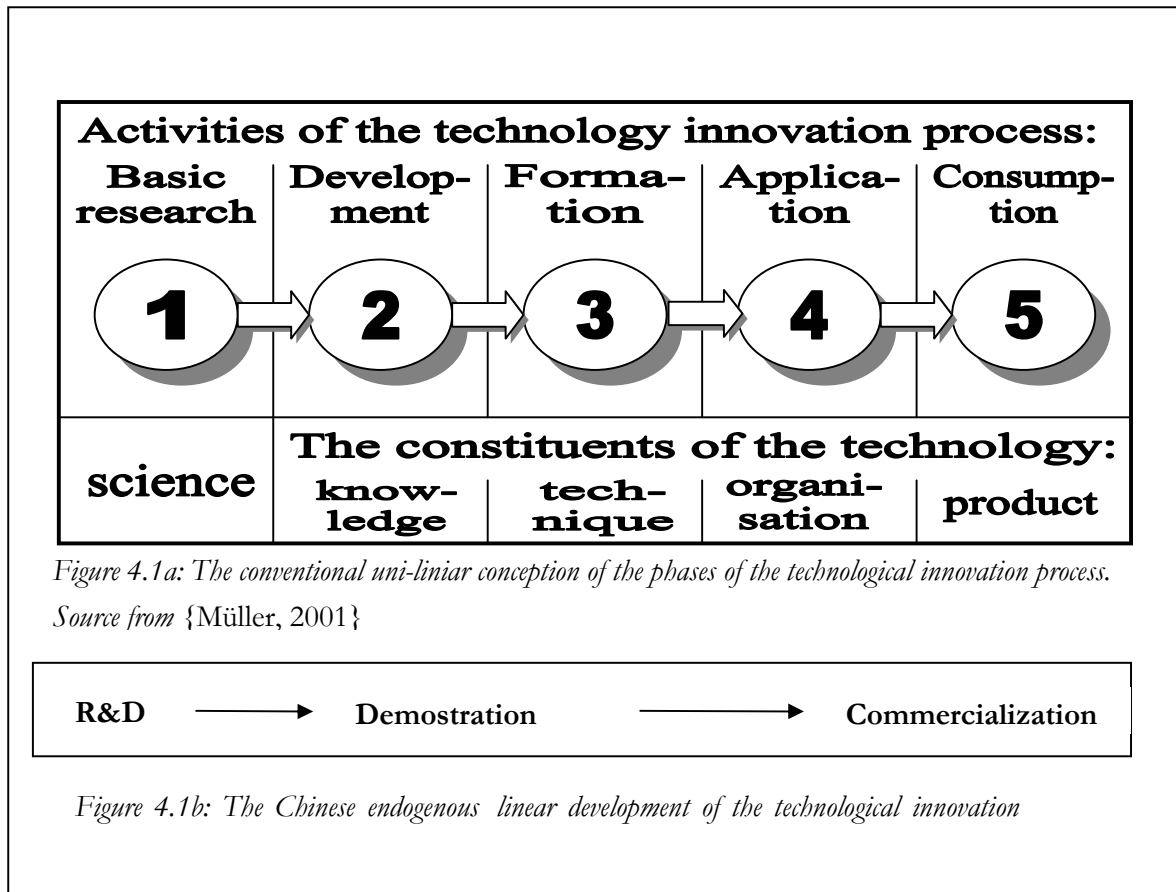 Activities of the technology innovation process:
Basic research
Develop-ment
Forma-tion
Applica-tion
Consump-tion
1 2 3 4 5
science
The constituents of the technology:
know-ledge
tech-nique
organi-sation
product
Figure 4.1a: The conventional uni-liniar conception of the phases of the technological innovation process.
Source from {Müller, 2001}
R&D Demostration Commercialization
Figure 4.1b: The Chinese endogenous linear development of the technological innovation